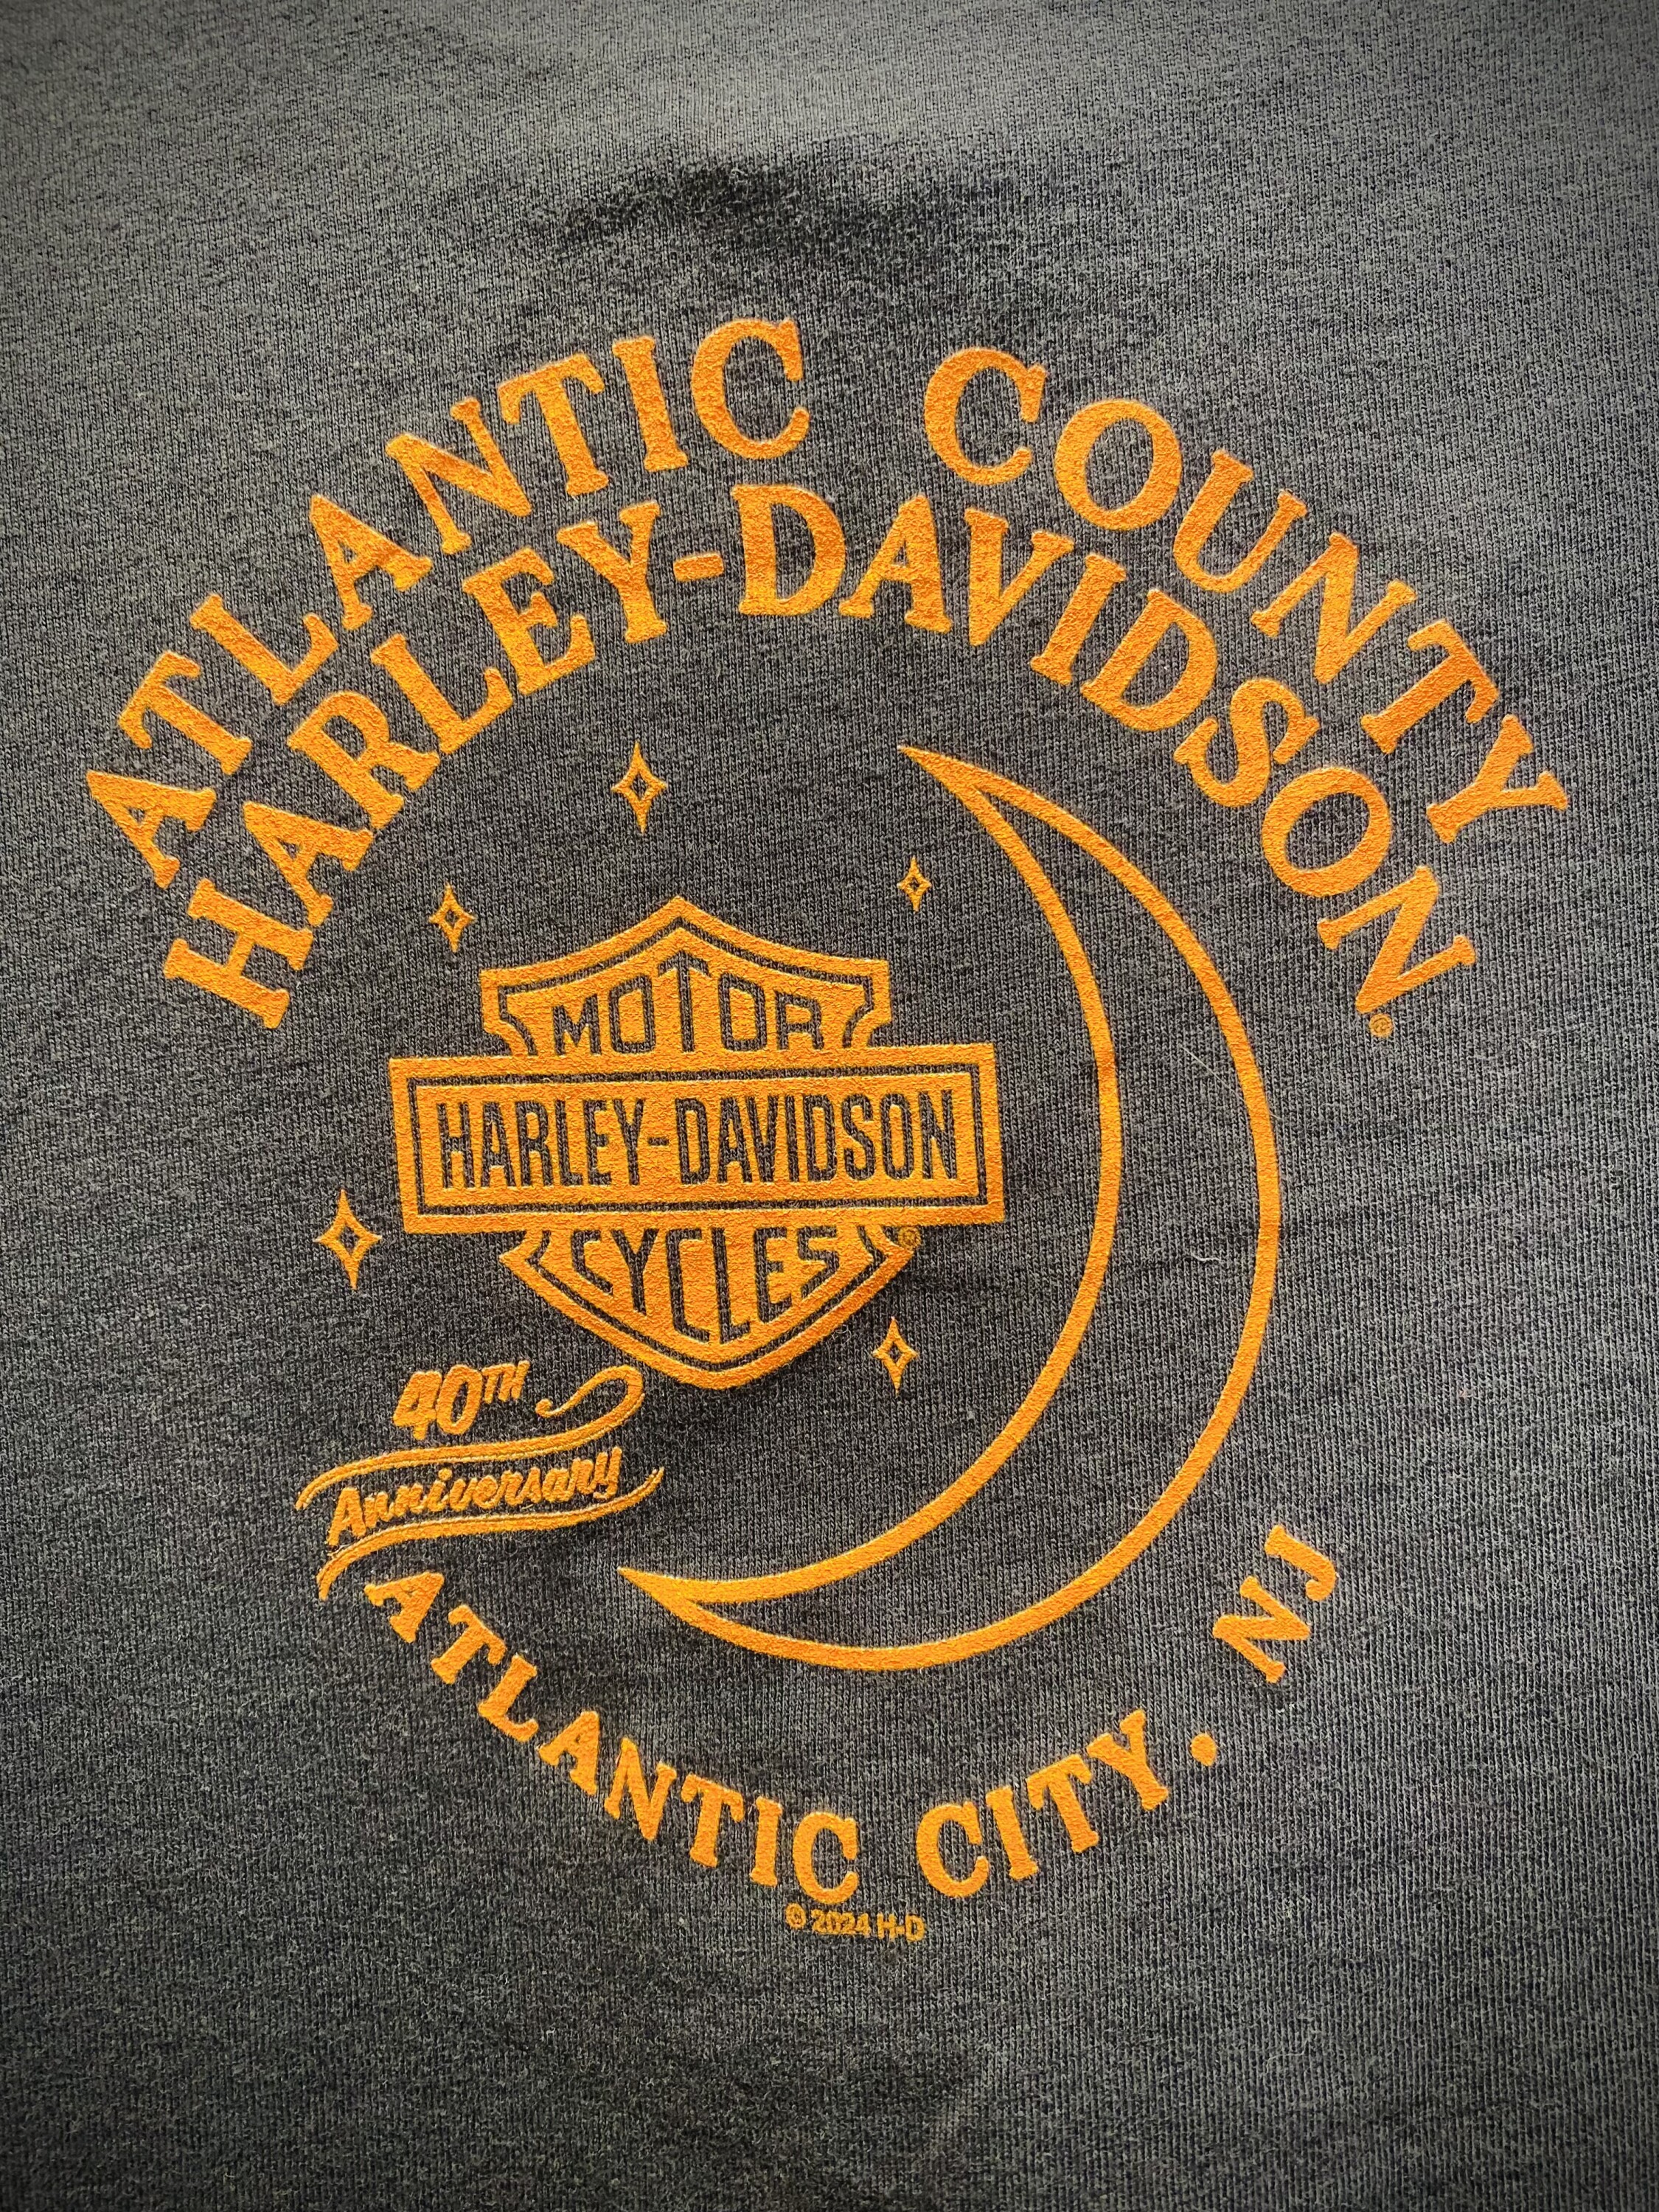 ATLANTIC COUNTY
HARLEY-DAVIDSON®
MOTOR
HARLEY-DAVIDSON
CYCLES®
40TH
Anniversary
ATLANTIC CITY. NJ
© 2024 H-D